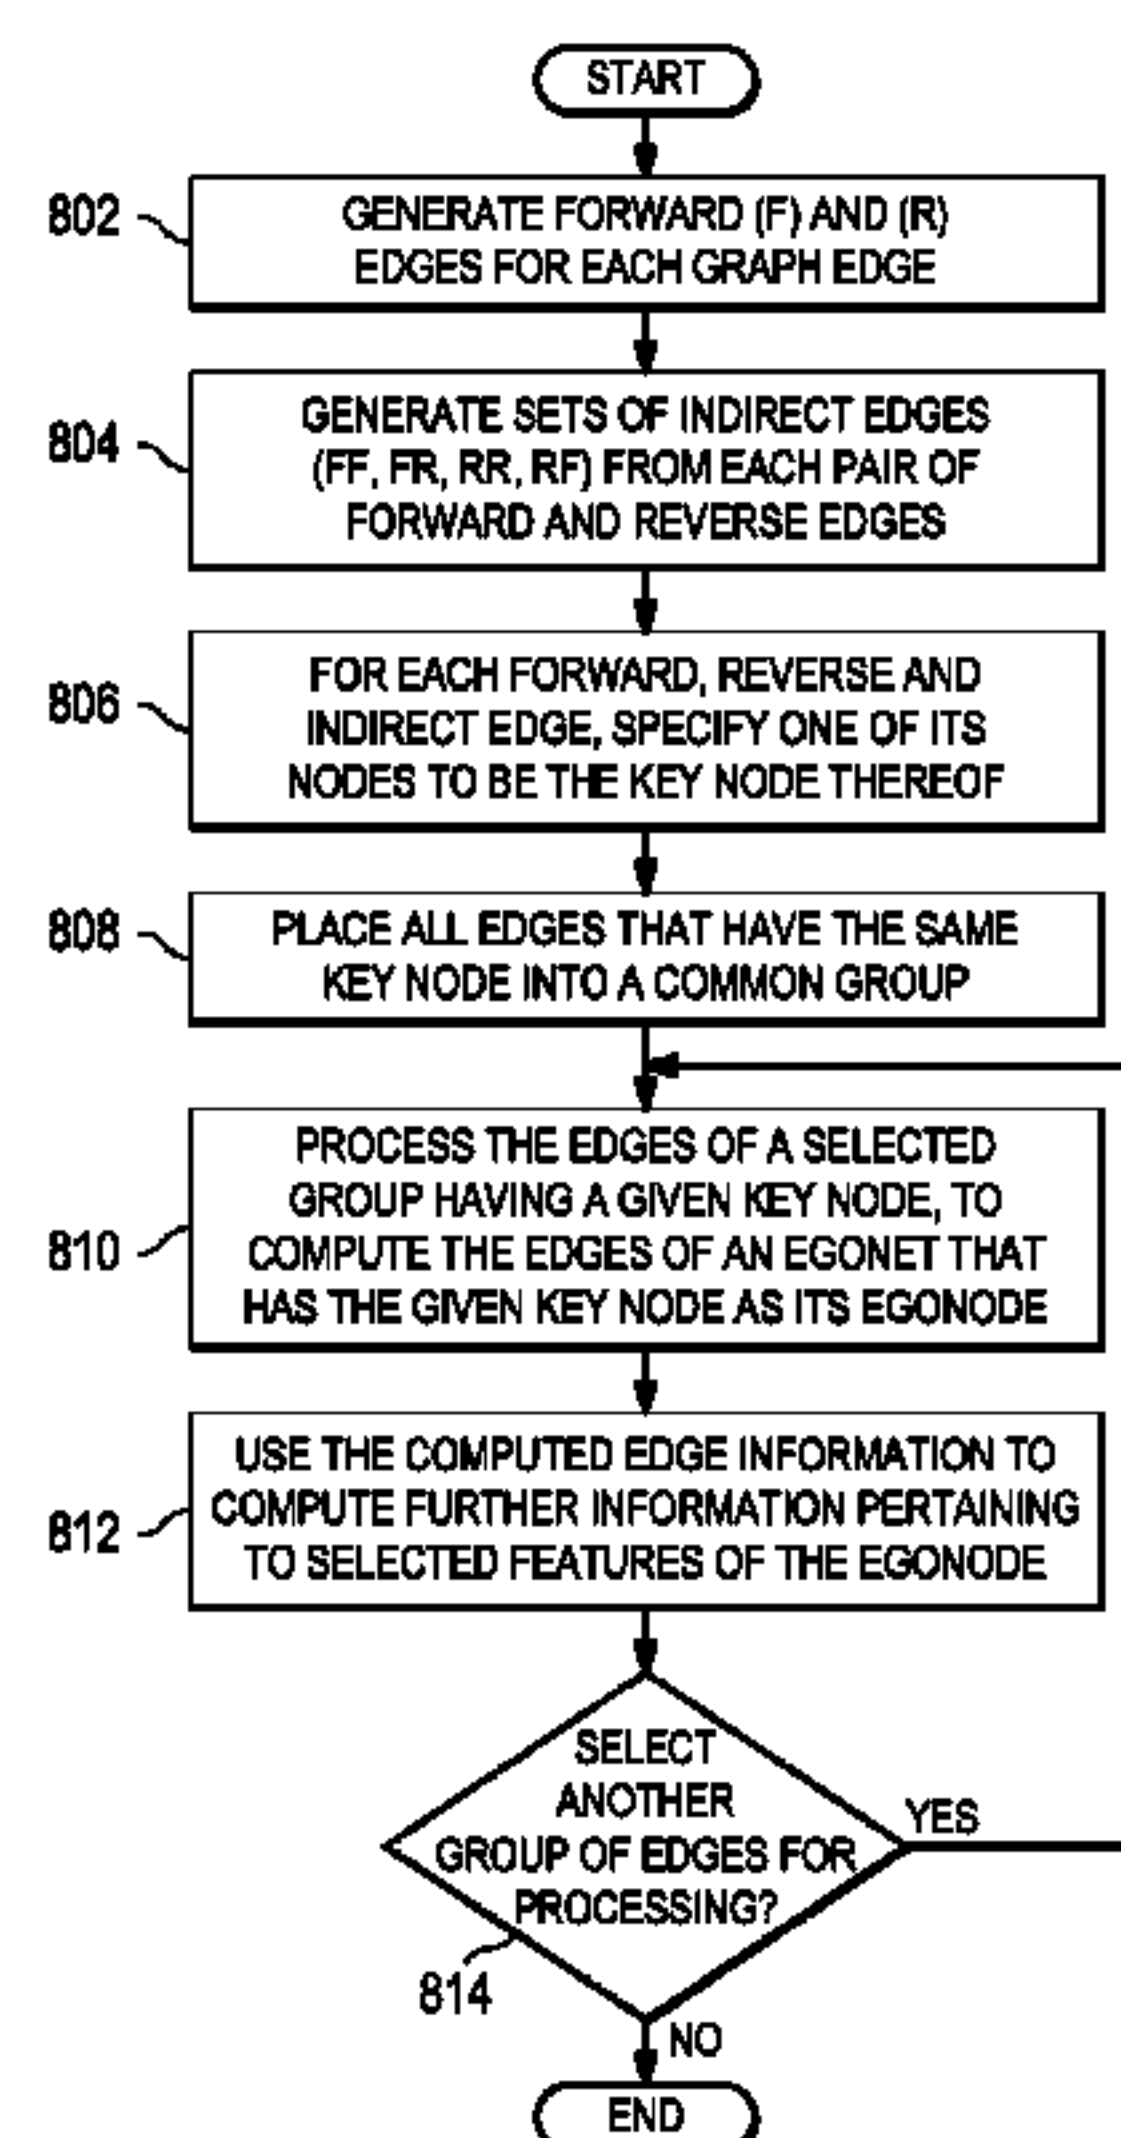 START
802
GENERATE FORWARD (F) AND (R)
EDGES FOR EACH GRAPH EDGE
804
GENERATE SETS OF INDIRECT EDGES
(FF, FR, RR, RF) FROM EACH PAIR OF
FORWARD AND REVERSE EDGES
806
FOR EACH FORWARD, REVERSE AND
INDIRECT EDGE, SPECIFY ONE OF ITS
NODES TO BE THE KEY NODE THEREOF
808
PLACE ALL EDGES THAT HAVE THE SAME
KEY NODE INTO A COMMON GROUP
810
PROCESS THE EDGES OF A SELECTED
GROUP HAVING A GIVEN KEY NODE, TO
COMPUTE THE EDGES OF AN EGONET THAT
HAS THE GIVEN KEY NODE AS ITS EGONODE
812
USE THE COMPUTED EDGE INFORMATION TO
COMPUTE FURTHER INFORMATION PERTAINING
TO SELECTED FEATURES OF THE EGONODE
SELECT
ANOTHER
GROUP OF EDGES FOR
PROCESSING?
YES
814
NO
END